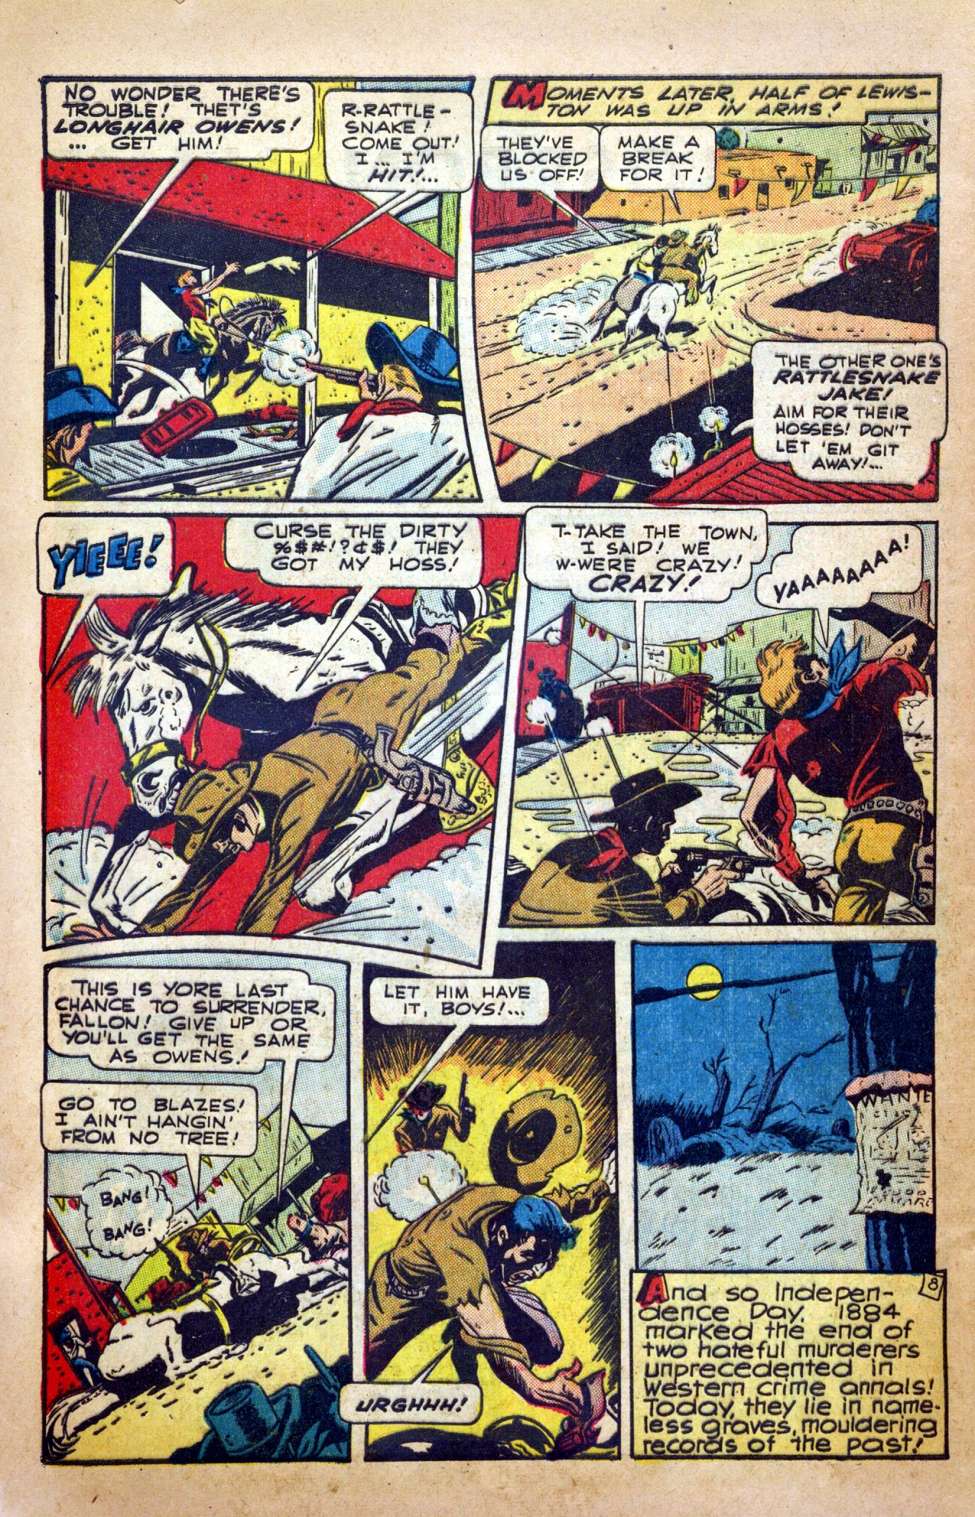 NO WONDER THERE'S
TROUBLE! THET'S
LONGHAIR OWENS!
... GET HIM!
R-RATTLE-
SNAKE!
COME OUT!
I... I'M
HIT!...
MOMENTS LATER, HALF OF LEWIS-
TON WAS UP IN ARMS!
THEY'VE
BLOCKED
US OFF!
MAKE A
BREAK
FOR IT!
THE OTHER ONE'S
RATTLESNAKE
JAKE!
AIM FOR THEIR
HOSSES! DON'T
LET 'EM GIT
AWAY!...
YIEEE!
CURSE THE DIRTY
%$#!?¢$! THEY
GOT MY HOSS!
T-TAKE THE TOWN,
I SAID! WE
W-WERE CRAZY!
CRAZY!
YAAAAAAAA!
THIS IS YORE LAST
CHANCE TO SURRENDER,
FALLON! GIVE UP OR
YOU'LL GET THE SAME
AS OWENS!
GO TO BLAZES!
I AIN'T HANGIN'
FROM NO TREE!
BANG!
BANG!
LET HIM HAVE
IT, BOYS!...
URGHHH!
WANTE
8
And so Indepen-
dence Day, 1884
marked the end of
two hateful murderers
unprecedented in
Western crime annals!
Today, they lie in name-
less graves, mouldering
records of the past!